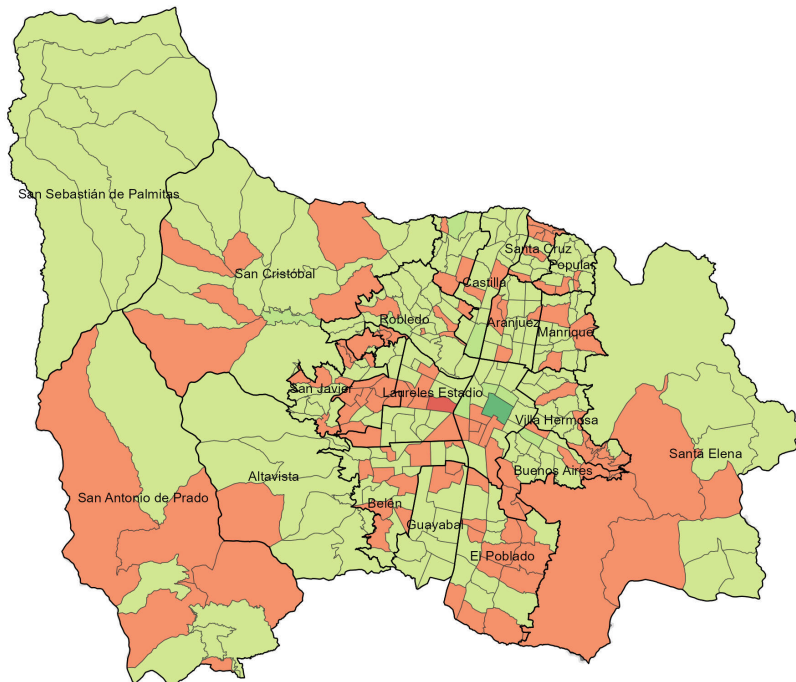 San Sebastián de Palmitas
Santa Cruz
Popular
San Cristóbal
Castilla
Robledo
Aranjuez
Manrique
San Javier
Laureles Estadio
Villa Hermosa
Santa Elena
Buenos Aires
Altavista
San Antonio de Prado
Belén
Guayabal
El Poblado